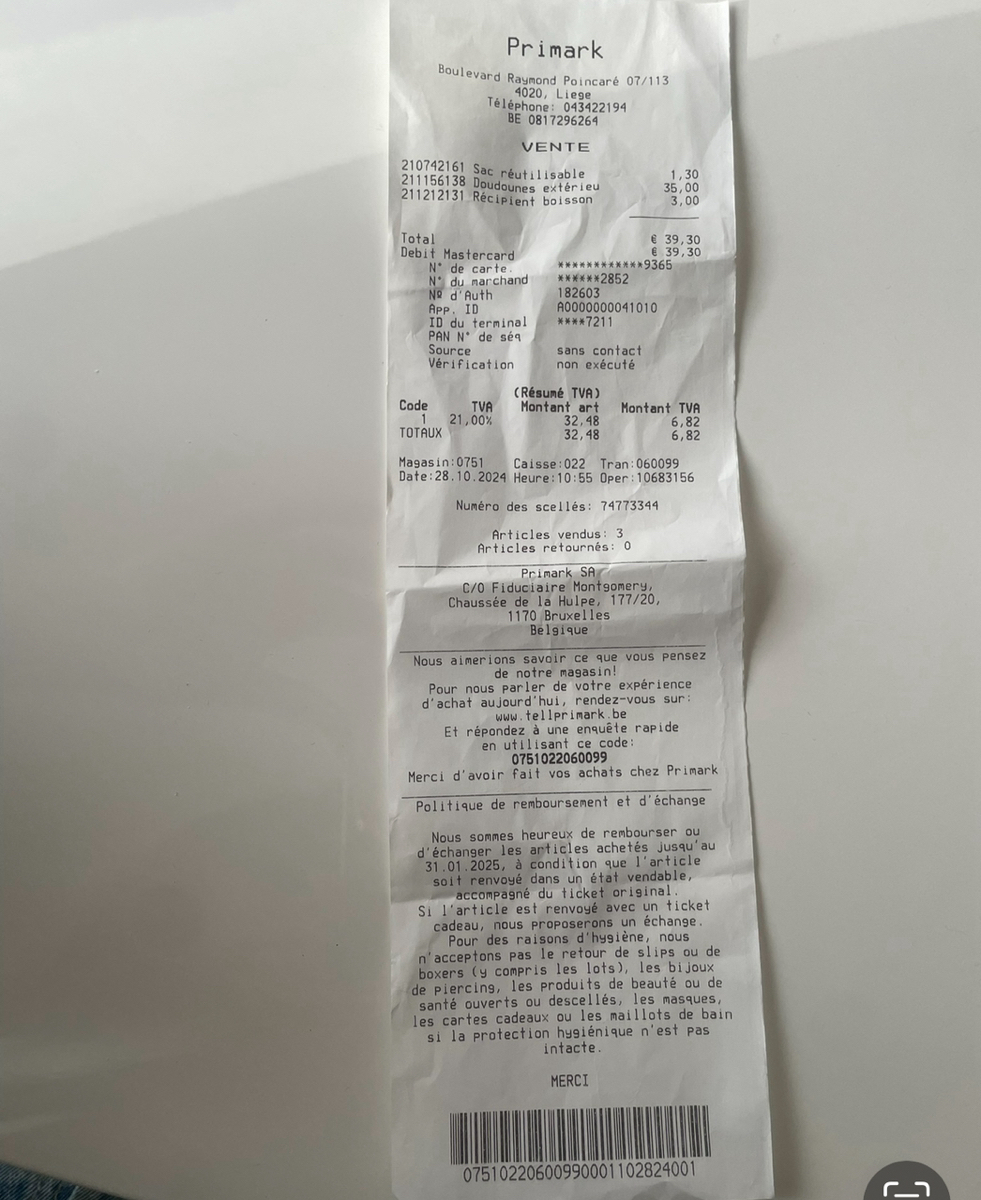 Primark
Boulevard Raymond Poincaré 07/113
4020, Liege
Téléphone: 043422194
BE 0817296264
VENTE
210742161 Sac réutilisable 1,30
211156138 Doudounes extérieu 35,00
211212131 Récipient boisson 3,00
Total € 39,30
Debit Mastercard € 39,30
N° de carte. ************9365
N° du marchand ******2852
Nº d'Auth 182603
App. ID A0000000041010
ID du terminal ****7211
PAN N° de séq
Source sans contact
Vérification non exécuté
(Résumé TVA)
Code TVA Montant art Montant TVA
1 21,00% 32,48 6,82
TOTAUX 32,48 6,82
Magasin:0751 Caisse:022 Tran:060099
Date:28.10.2024 Heure:10:55 Oper:10683156
Numéro des scellés: 74773344
Articles vendus: 3
Articles retournés: 0
Primark SA
C/O Fiduciaire Montgomery,
Chaussée de la Hulpe, 177/20,
1170 Bruxelles
Belgique
Nous aimerions savoir ce que vous pensez
de notre magasin!
Pour nous parler de votre expérience
d'achat aujourd'hui, rendez-vous sur:
www.tellprimark.be
Et répondez à une enquête rapide
en utilisant ce code:
0751022060099
Merci d'avoir fait vos achats chez Primark
Politique de remboursement et d'échange
Nous sommes heureux de rembourser ou
d'échanger les articles achetés jusqu'au
31.01.2025, à condition que l'article
soit renvoyé dans un état vendable,
accompagné du ticket original.
Si l'article est renvoyé avec un ticket
cadeau, nous proposerons un échange.
Pour des raisons d'hygiène, nous
n'acceptons pas le retour de slips ou de
boxers (y compris les lots), les bijoux
de piercing, les produits de beauté ou de
santé ouverts ou descellés, les masques,
les cartes cadeaux ou les maillots de bain
si la protection hygiénique n'est pas
intacte.
MERCI
07510220600990001102824001